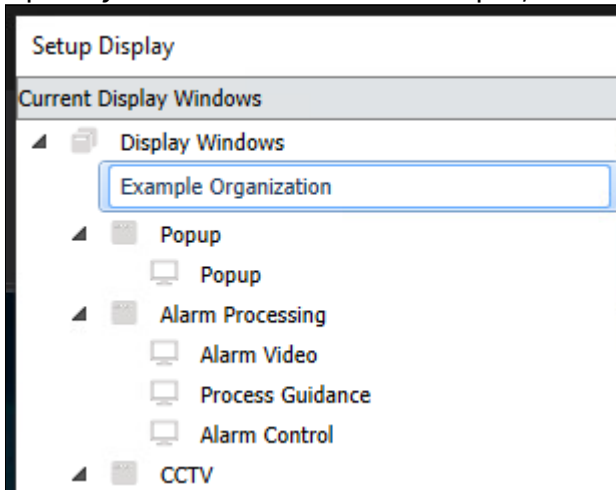 Setup Display
Current Display Windows
Display Windows
Example Organization
Popup
Popup
Alarm Processing
Alarm Video
Process Guidance
Alarm Control
CCTV